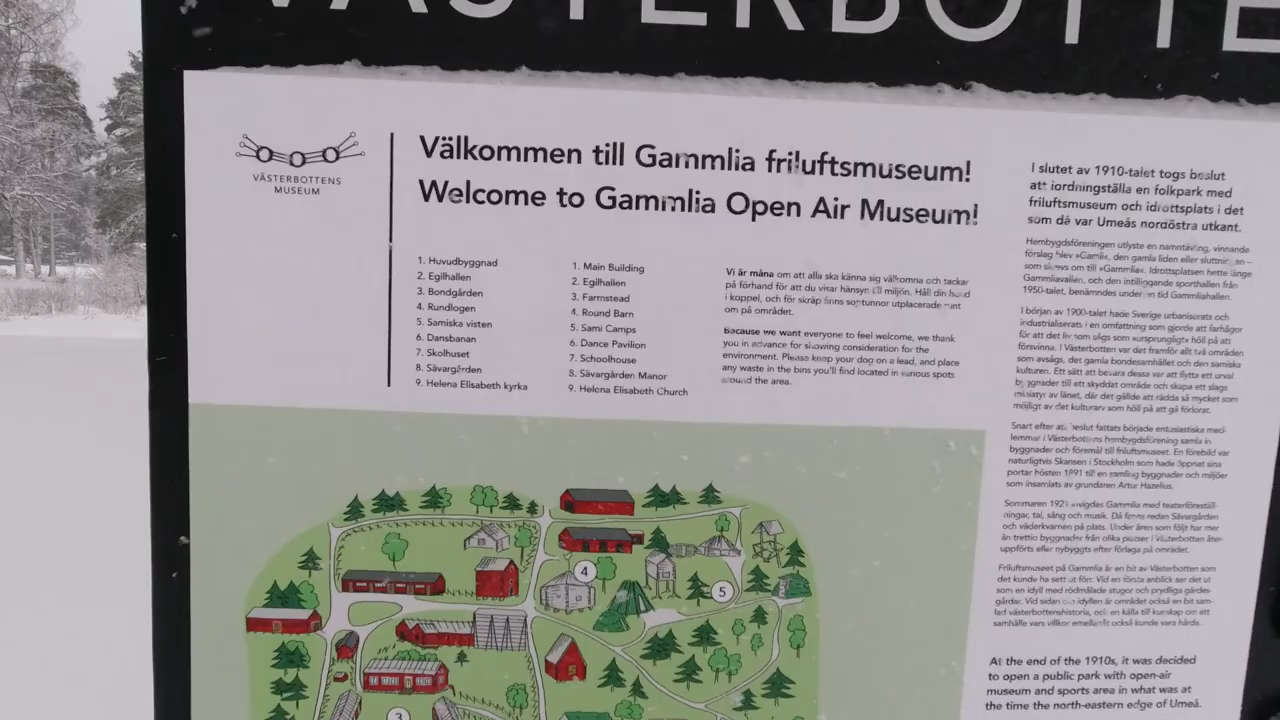 VÄSTERBOTTE
VÄSTERBOTTENS
MUSEUM
Välkommen till Gammlia friluftsmuseum!
Welcome to Gammlia Open Air Museum!
1. Huvudbyggnad
2. Egilhallen
3. Bondgården
4. Rundlogen
5. Samiska visten
6. Dansbanan
7. Skolhuset
8. Sävargården
9. Helena Elisabeth kyrka
1. Main Building
2. Egilhallen
3. Farmstead
4. Round Barn
5. Sami Camps
6. Dance Pavilion
7. Schoolhouse
8. Sävargården Manor
9. Helena Elisabeth Church
Vi är måna om att alla ska känna sig välkomna och tackar
på förhand för att du visar hänsyn till miljön. Håll din hund
i koppel, och för skräp finns soptunnor utplacerade runt
om på området.
Because we want everyone to feel welcome, we thank
you in advance for showing consideration for the
environment. Please keep your dog on a lead, and place
any waste in the bins you'll find located in various spots
around the area.
I slutet av 1910-talet togs beslut
att iordningställa en folkpark med
friluftsmuseum och idrottsplats i det
som då var Umeås nordöstra utkant.
Hembygdsföreningen utlyste en namntävling, vinnande
förslag blev »Gamli«, den gamla liden eller sluttningen –
som skrevs om till »Gammlia«. Idrottsplatsen hette länge
Gammliavallen, och den intilliggande sporthallen från
1950-talet, benämndes under en tid Gammliahallen.
I början av 1900-talet hade Sverige urbaniserats och
industrialiserats i en omfattning som gjorde att farhågor
för att det liv som sågs som »ursprungligt« höll på att
försvinna. I Västerbotten var det framför allt två områden
som avsågs, det gamla bondesamhället och den samiska
kulturen. Ett sätt att bevara dessa var att flytta ett urval
byggnader till ett skyddat område och skapa ett slags
miniatyr av länet, där det gällde att rädda så mycket som
möjligt av det kulturarv som höll på att gå förlorat.
Snart efter att beslut fattats började entusiastiska med-
lemmar i Västerbottens hembygdsförening samla in
byggnader och föremål till friluftsmuseet. En förebild var
naturligtvis Skansen i Stockholm som hade öppnat sina
portar hösten 1891 till en samling byggnader och miljöer
som insamlats av grundaren Artur Hazelius.
Sommaren 1921 invigdes Gammlia med teaterföreställ-
ningar, tal, sång och musik. Då fanns redan Sävargården
och väderkvarnen på plats. Under åren som följt har mer
än trettio byggnader från olika platser i Västerbotten åter-
uppförts eller nybyggts efter förlaga på området.
Friluftsmuseet på Gammlia är en bit av Västerbotten som
det kunde ha sett ut förr. Vid en första anblick ser det ut
som en idyll med rödmålade stugor och prydliga gärdes-
gårdar. Vid sidan om idyllen är området också en bit sam-
lad västerbottenshistoria, och en källa till kunskap om ett
samhälle vars villkor emellanåt också kunde vara hårda.
At the end of the 1910s, it was decided
to open a public park with open-air
museum and sports area in what was at
the time the north-eastern edge of Umeå.
4
5
3